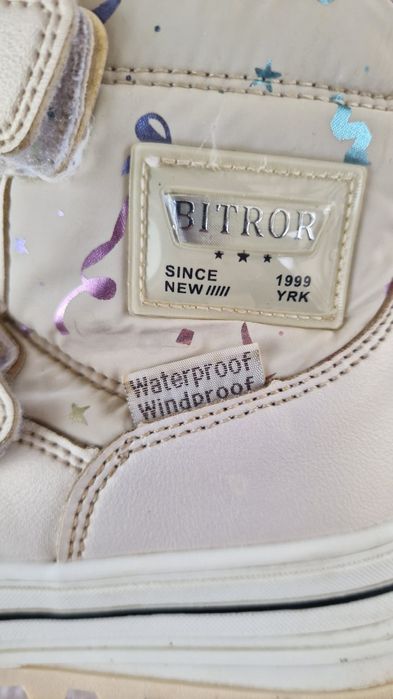 BITROR
SINCE 1999
NEW///// YRK
Waterproof
Windproof